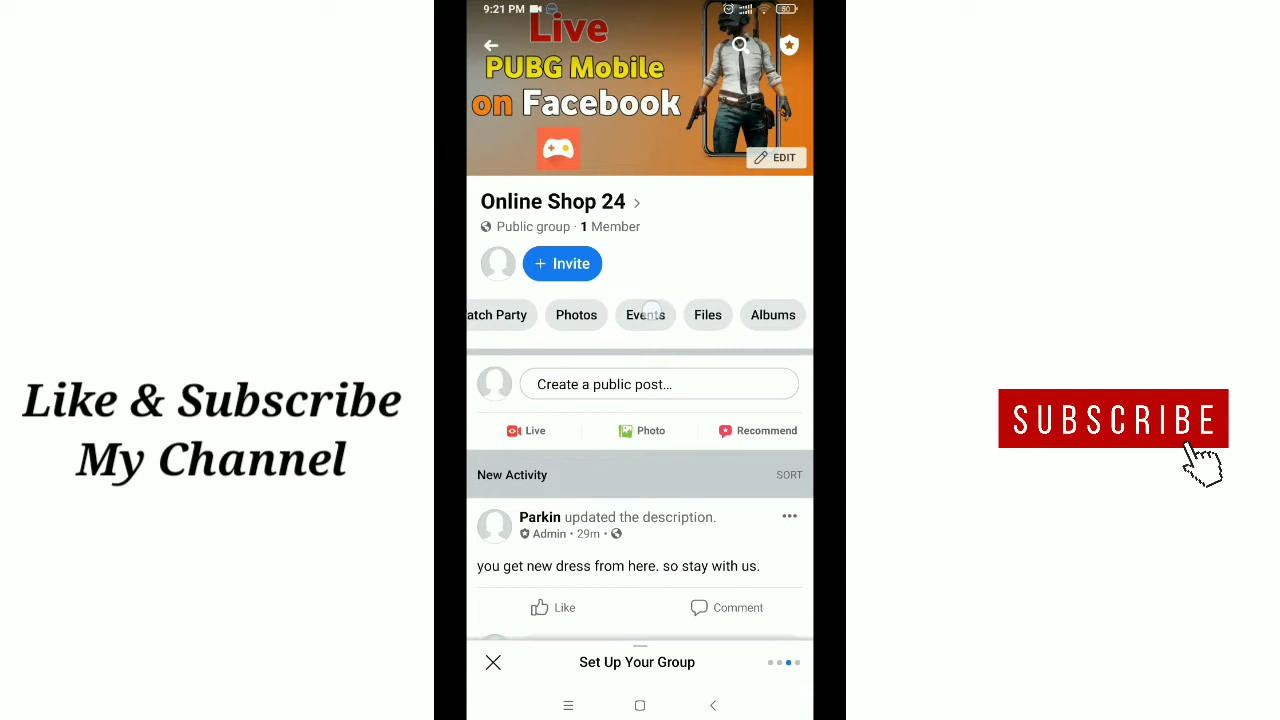 9:21 PM
50
Live
PUBG Mobile
on Facebook
EDIT
Online Shop 24
Public group · 1 Member
+ Invite
atch Party Photos Events Files Albums
Create a public post...
Live Photo Recommend
New Activity SORT
Parkin updated the description.
Admin • 29m •
you get new dress from here. so stay with us.
Like Comment
Set Up Your Group
Like & Subscribe
My Channel
SUBSCRIBE